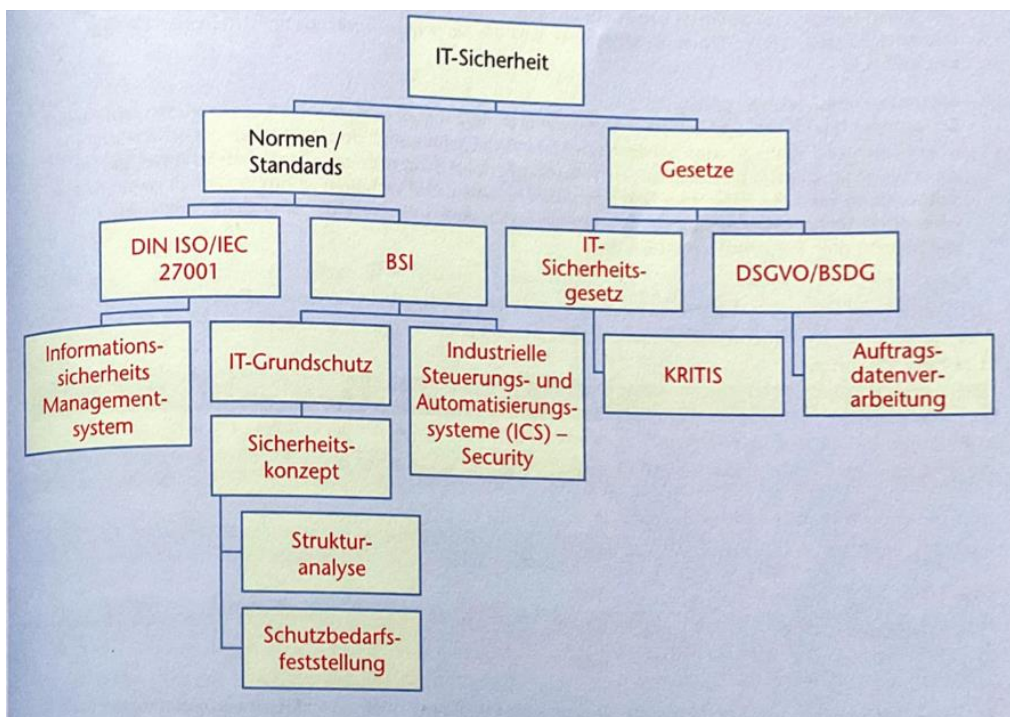 IT-Sicherheit
Normen /
Standards
Gesetze
DIN ISO/IEC
27001
BSI
IT-
Sicherheits-
gesetz
DSGVO/BSDG
Informations-
sicherheits
Management-
system
IT-Grundschutz
Industrielle
Steuerungs- und
Automatisierungs-
systeme (ICS) –
Security
KRITIS
Auftrags-
datenver-
arbeitung
Sicherheits-
konzept
Struktur-
analyse
Schutzbedarfs-
feststellung